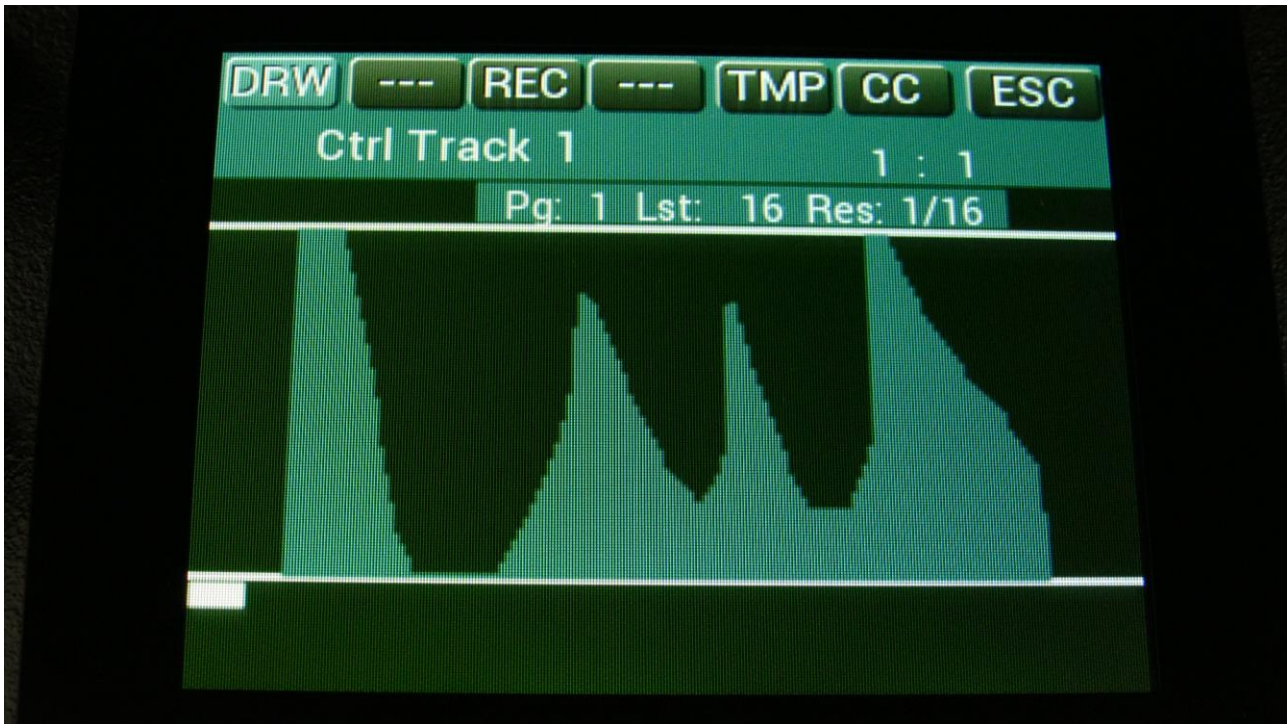 DRW --- REC --- TMP CC ESC
Ctrl Track 1 1 : 1
Pg: 1 Lst: 16 Res: 1/16